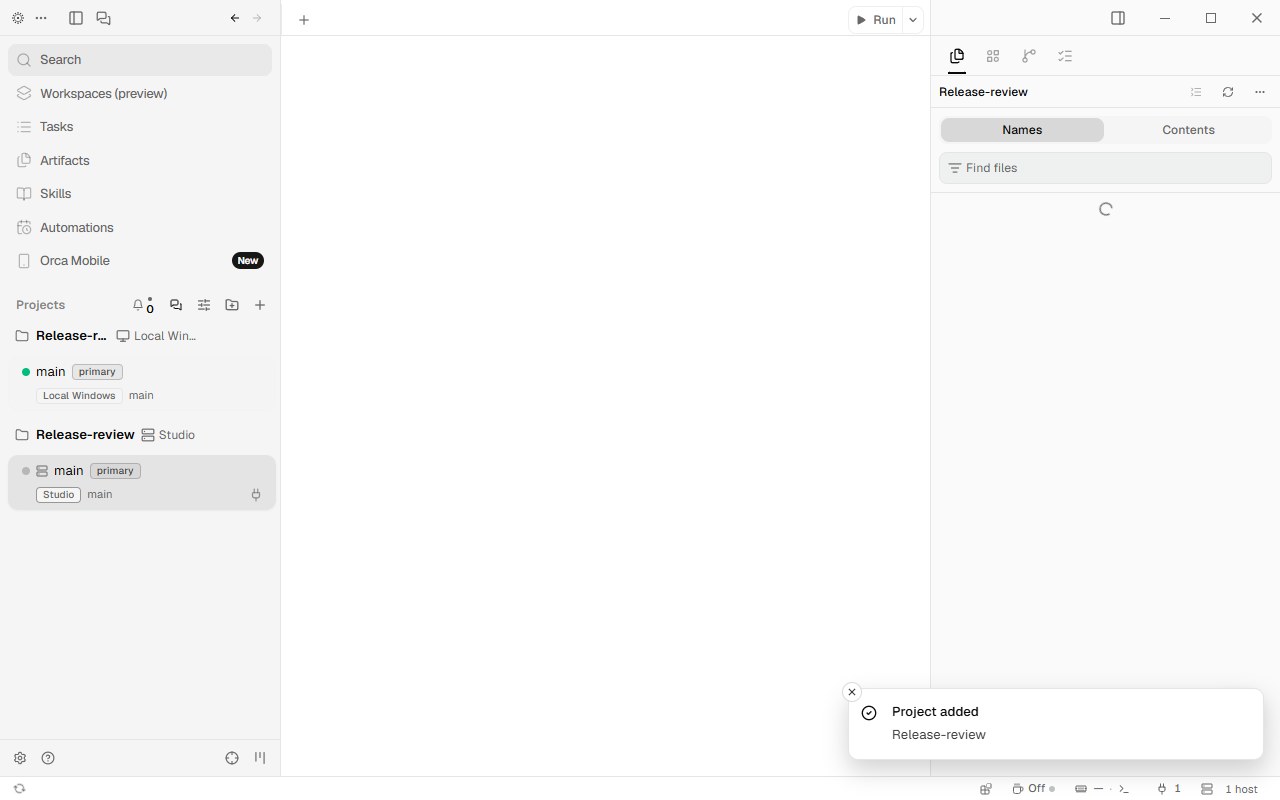 Run
Search
Workspaces (preview)
Tasks
Artifacts
Skills
Automations
Orca Mobile
New
Projects
0
Release-r...
Local Win...
main
primary
Local Windows
main
Release-review
Studio
main
primary
Studio
main
Release-review
Names
Contents
Find files
Project added
Release-review
Off
1
1 host